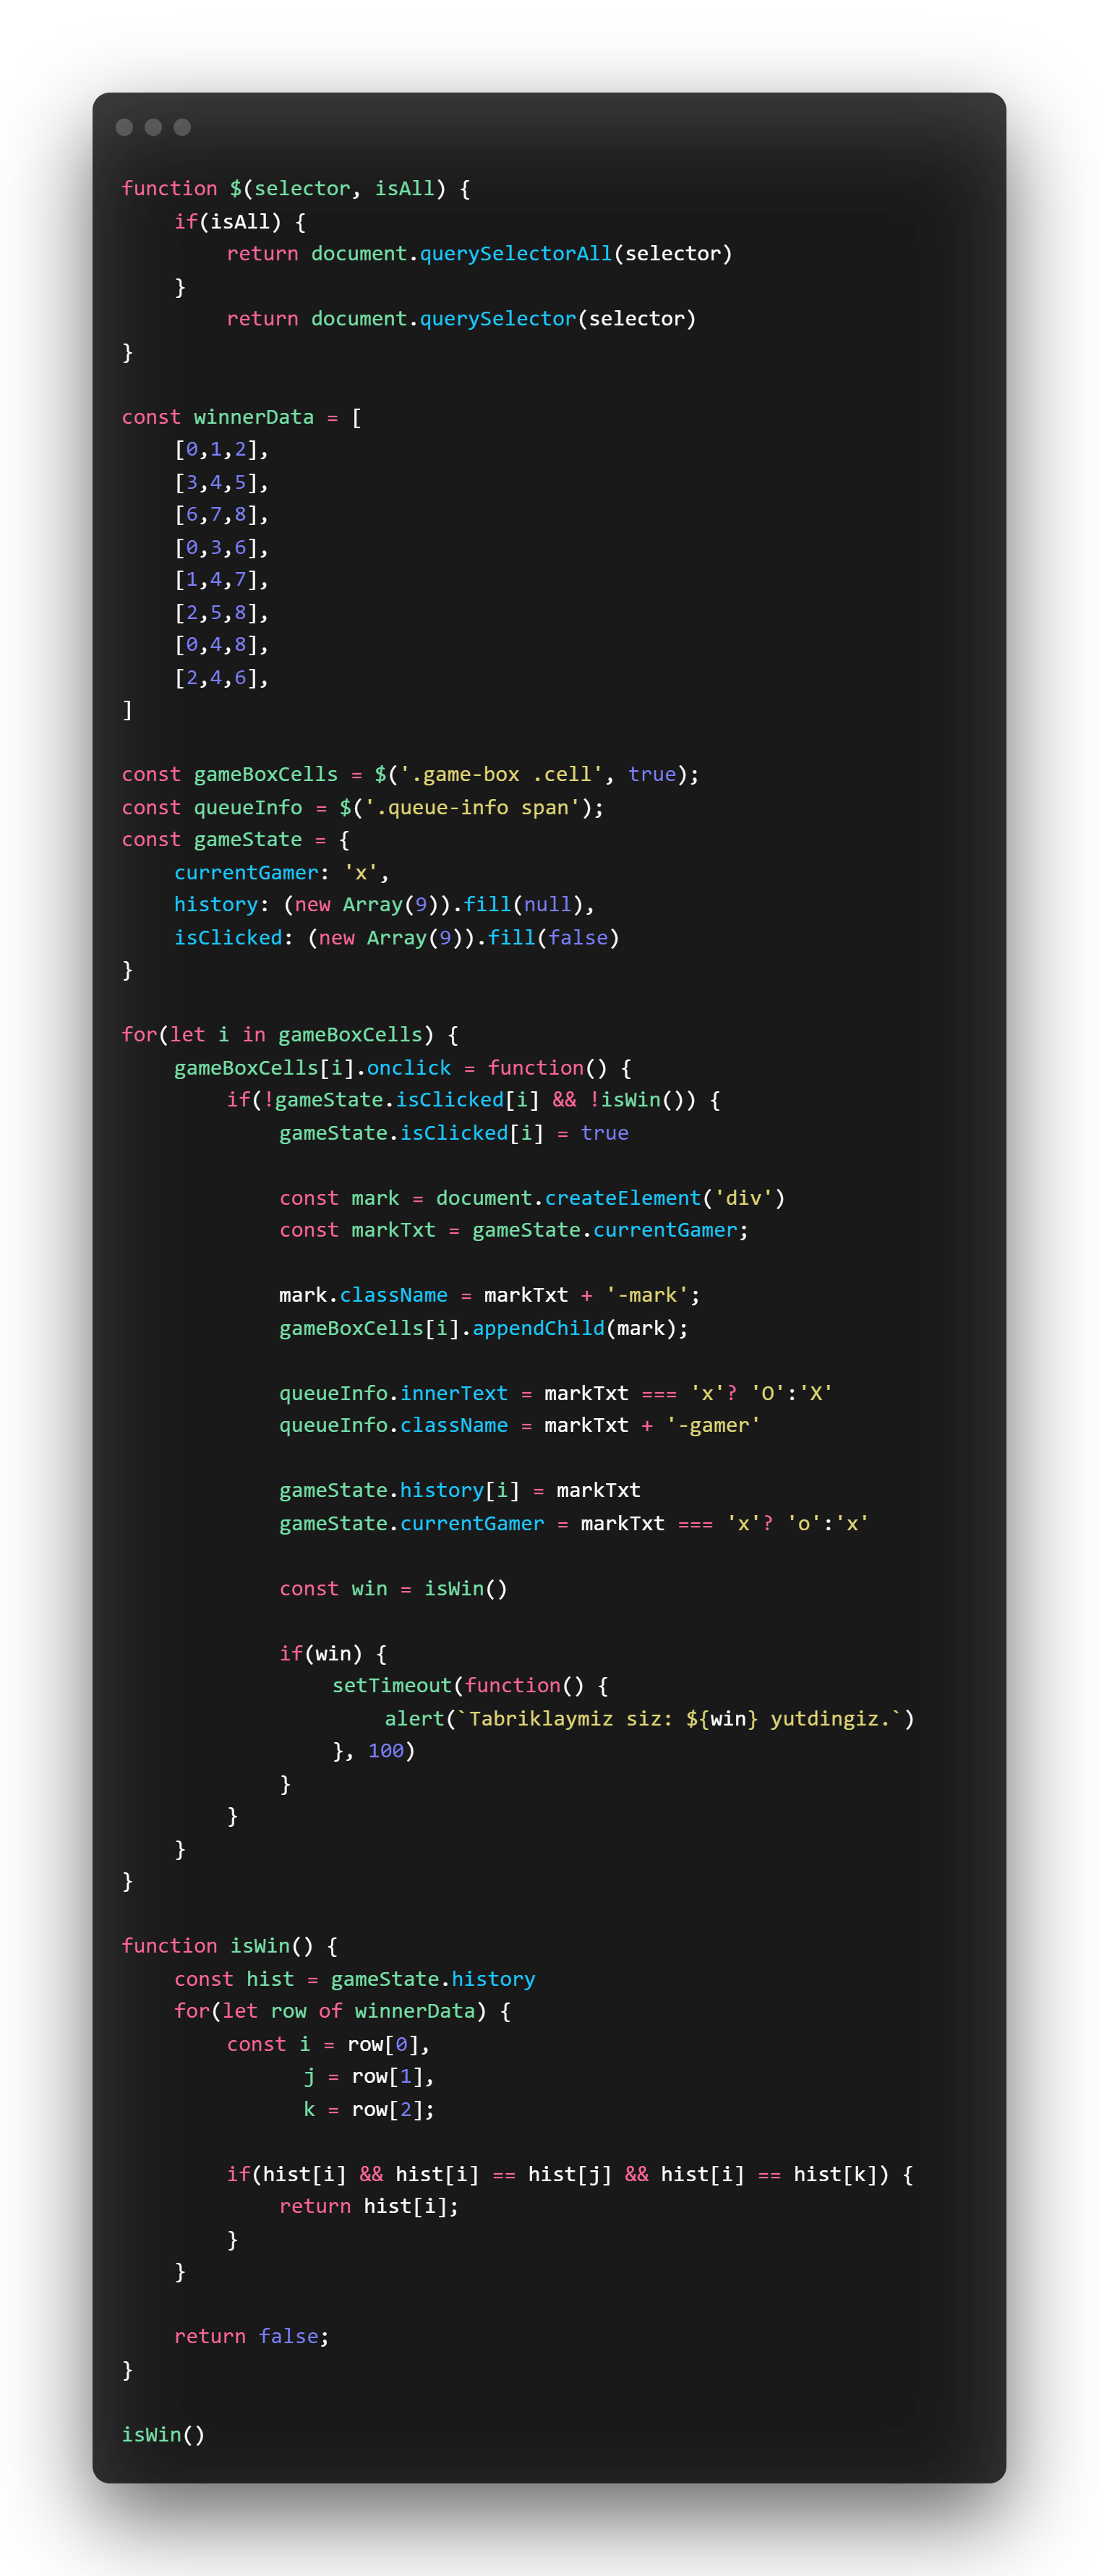 function $(selector, isAll) {
    if(isAll) {
        return document.querySelectorAll(selector)
    }
        return document.querySelector(selector)
}

const winnerData = [
    [0,1,2],
    [3,4,5],
    [6,7,8],
    [0,3,6],
    [1,4,7],
    [2,5,8],
    [0,4,8],
    [2,4,6],
]

const gameBoxCells = $('.game-box .cell', true);
const queueInfo = $('.queue-info span');
const gameState = {
    currentGamer: 'x',
    history: (new Array(9)).fill(null),
    isClicked: (new Array(9)).fill(false)
}

for(let i in gameBoxCells) {
    gameBoxCells[i].onclick = function() {
        if(!gameState.isClicked[i] && !isWin()) {
            gameState.isClicked[i] = true

            const mark = document.createElement('div')
            const markTxt = gameState.currentGamer;

            mark.className = markTxt + '-mark';
            gameBoxCells[i].appendChild(mark);

            queueInfo.innerText = markTxt === 'x'? 'O':'X'
            queueInfo.className = markTxt + '-gamer'

            gameState.history[i] = markTxt
            gameState.currentGamer = markTxt === 'x'? 'o':'x'

            const win = isWin()

            if(win) {
                setTimeout(function() {
                    alert(`Tabriklaymiz siz: ${win} yutdingiz.`)
                }, 100)
            }
        }
    }
}

function isWin() {
    const hist = gameState.history
    for(let row of winnerData) {
        const i = row[0],
              j = row[1],
              k = row[2];

        if(hist[i] && hist[i] == hist[j] && hist[i] == hist[k]) {
            return hist[i];
        }
    }

    return false;
}

isWin()